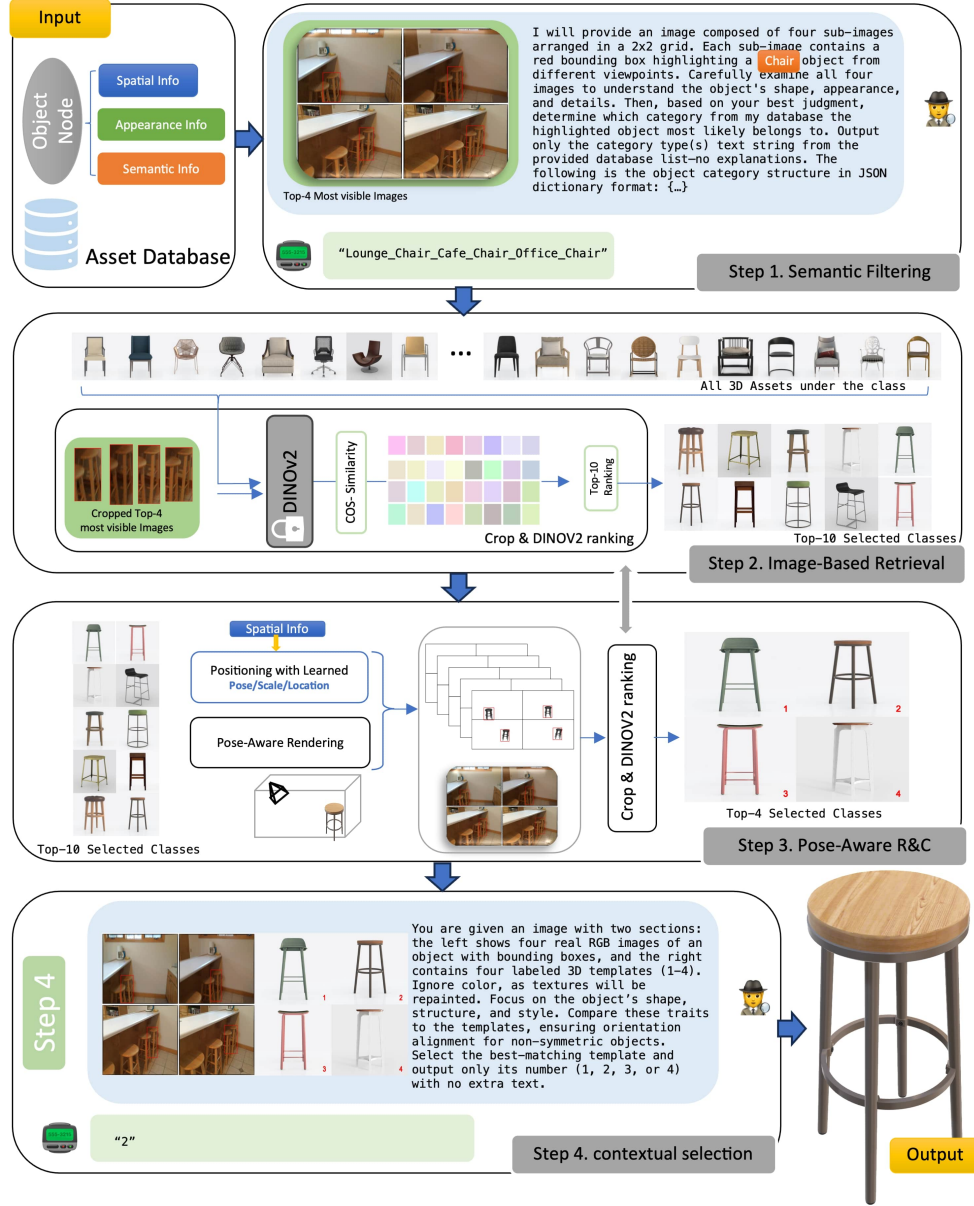 Input
Object
Node
Spatial Info
Appearance Info
Semantic Info
Asset Database
Top-4 Most visible Images
I will provide an image composed of four sub-images
arranged in a 2x2 grid. Each sub-image contains a
red bounding box highlighting a Chair object from
different viewpoints. Carefully examine all four
images to understand the object's shape, appearance,
and details. Then, based on your best judgment,
determine which category from my database the
highlighted object most likely belongs to. Output
only the category type(s) text string from the
provided database list—no explanations. The
following is the object category structure in JSON
dictionary format: {…}
“Lounge_Chair_Cafe_Chair_Office_Chair”
Step 1. Semantic Filtering
...
All 3D Assets under the class
Cropped Top-4
most visible Images
DINOv2
COS- Similarity
Top-10
Ranking
Crop & DINOV2 ranking
Top-10 Selected Classes
Step 2. Image-Based Retrieval
Top-10 Selected Classes
Spatial Info
Positioning with Learned
Pose/Scale/Location
Pose-Aware Rendering
Crop & DINOV2 ranking
1
2
3
4
Top-4 Selected Classes
Step 3. Pose-Aware R&C
Step 4
1
2
3
4
You are given an image with two sections:
the left shows four real RGB images of an
object with bounding boxes, and the right
contains four labeled 3D templates (1–4).
Ignore color, as textures will be
repainted. Focus on the object’s shape,
structure, and style. Compare these traits
to the templates, ensuring orientation
alignment for non-symmetric objects.
Select the best-matching template and
output only its number (1, 2, 3, or 4)
with no extra text.
“2”
Step 4. contextual selection
Output